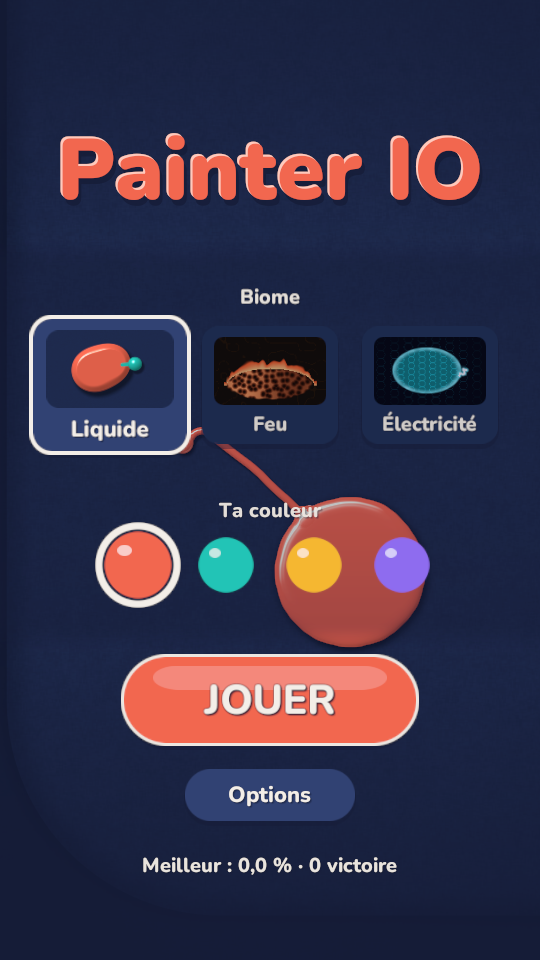 Painter IO
Biome
Liquide
Feu
Électricité
Ta couleur
JOUER
Options
Meilleur : 0,0 % · 0 victoire